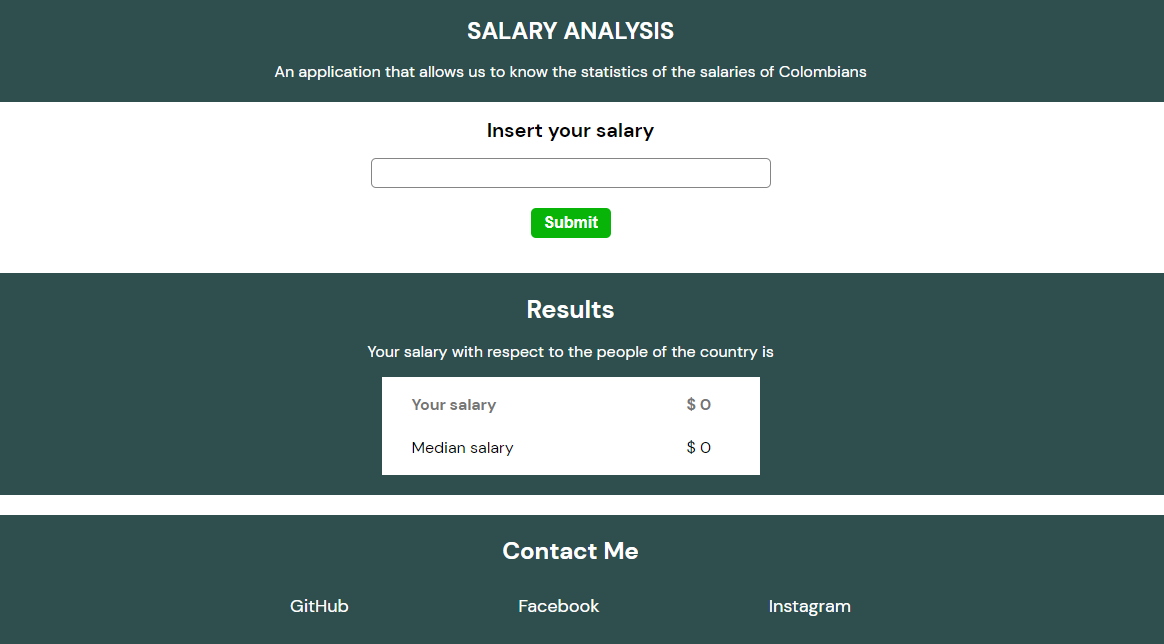 SALARY ANALYSIS
An application that allows us to know the statistics of the salaries of Colombians
Insert your salary
Submit
Results
Your salary with respect to the people of the country is
Your salary $ 0
Median salary $ 0
Contact Me
GitHub Facebook Instagram